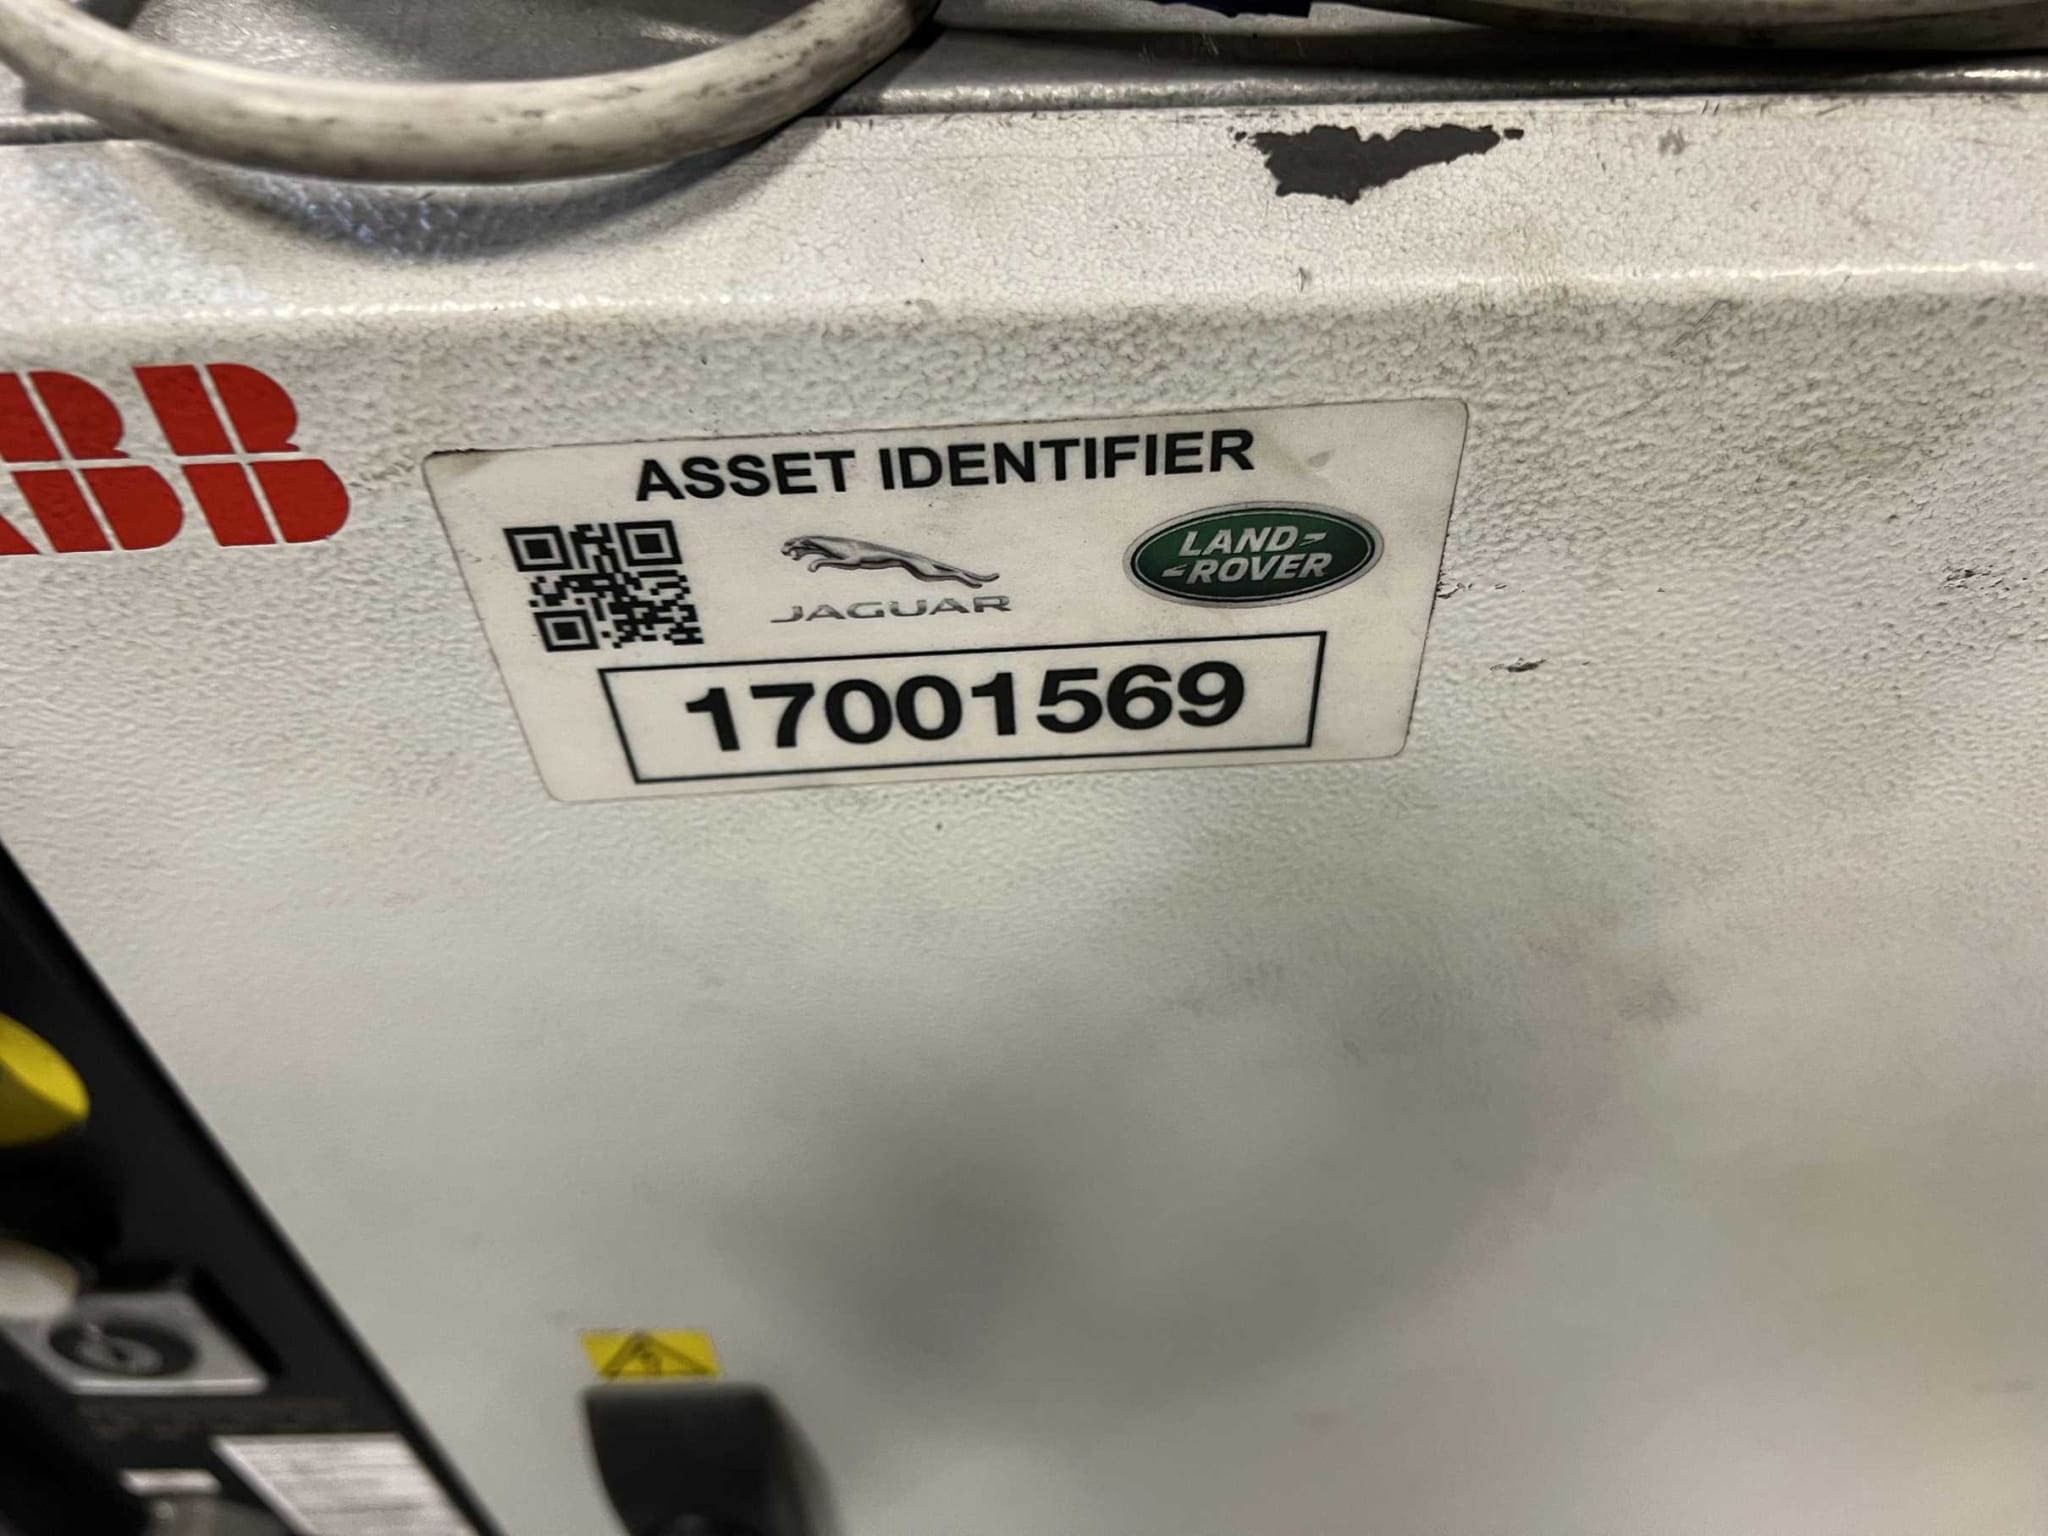 ABB
ASSET IDENTIFIER
JAGUAR
LAND-
-ROVER
17001569